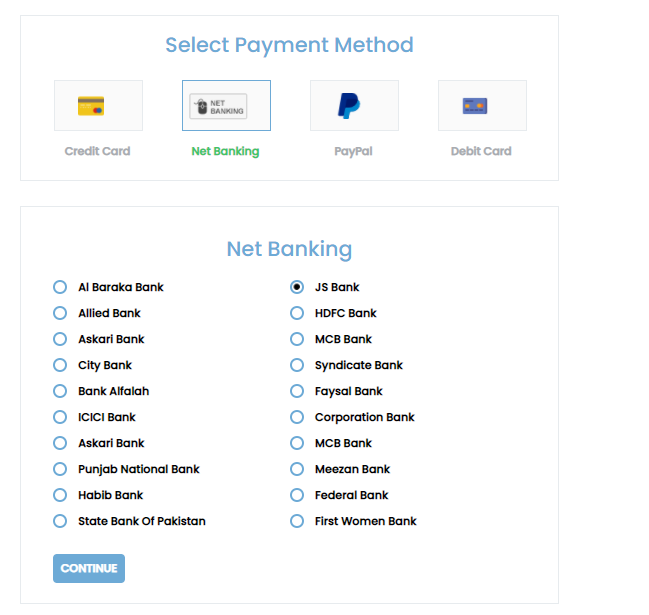 Select Payment Method
NET
BANKING
Credit Card
Net Banking
PayPal
Debit Card
Net Banking
Al Baraka Bank
JS Bank
Allied Bank
HDFC Bank
Askari Bank
MCB Bank
City Bank
Syndicate Bank
Bank Alfalah
Faysal Bank
ICICI Bank
Corporation Bank
Askari Bank
MCB Bank
Punjab National Bank
Meezan Bank
Habib Bank
Federal Bank
State Bank Of Pakistan
First Women Bank
CONTINUE